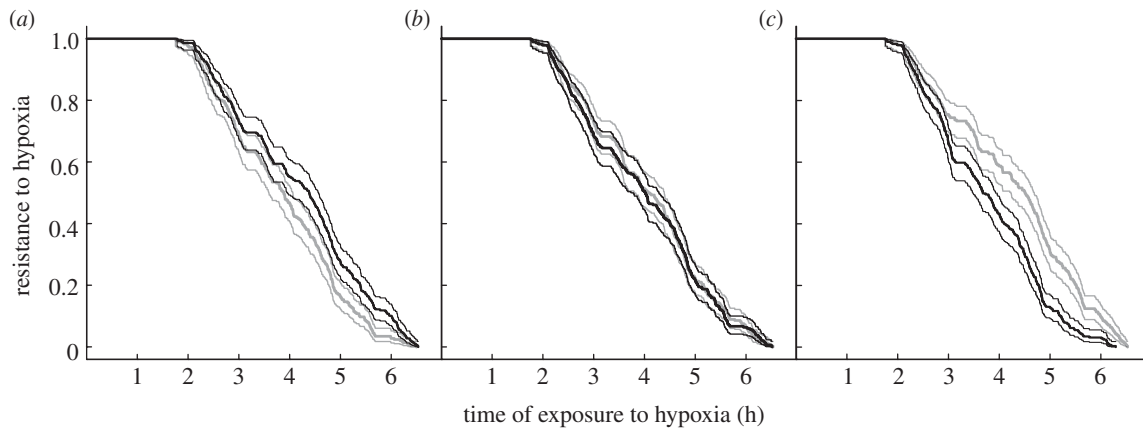 (a)
(b)
(c)
resistance to hypoxia
1.0
0.8
0.6
0.4
0.2
0
1 2 3 4 5 6 1 2 3 4 5 6 1 2 3 4 5 6
time of exposure to hypoxia (h)